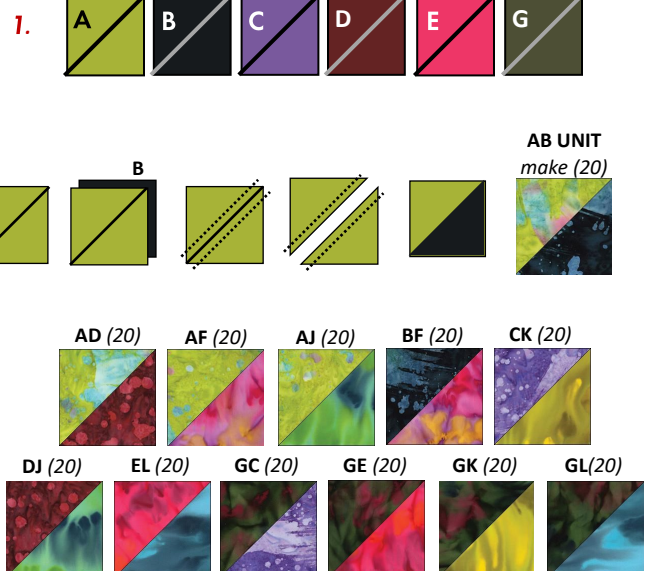 1.
A B C D E G
B
AB UNIT
make (20)
AD (20) AF (20) AJ (20) BF (20) CK (20)
DJ (20) EL (20) GC (20) GE (20) GK (20) GL(20)